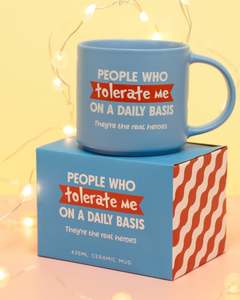 PEOPLE WHO
tolerate me
ON A DAILY BASIS
They're the real heroes
PEOPLE WHO
tolerate me
ON A DAILY BASIS
They're the real heroes
430ML CERAMIC MUG